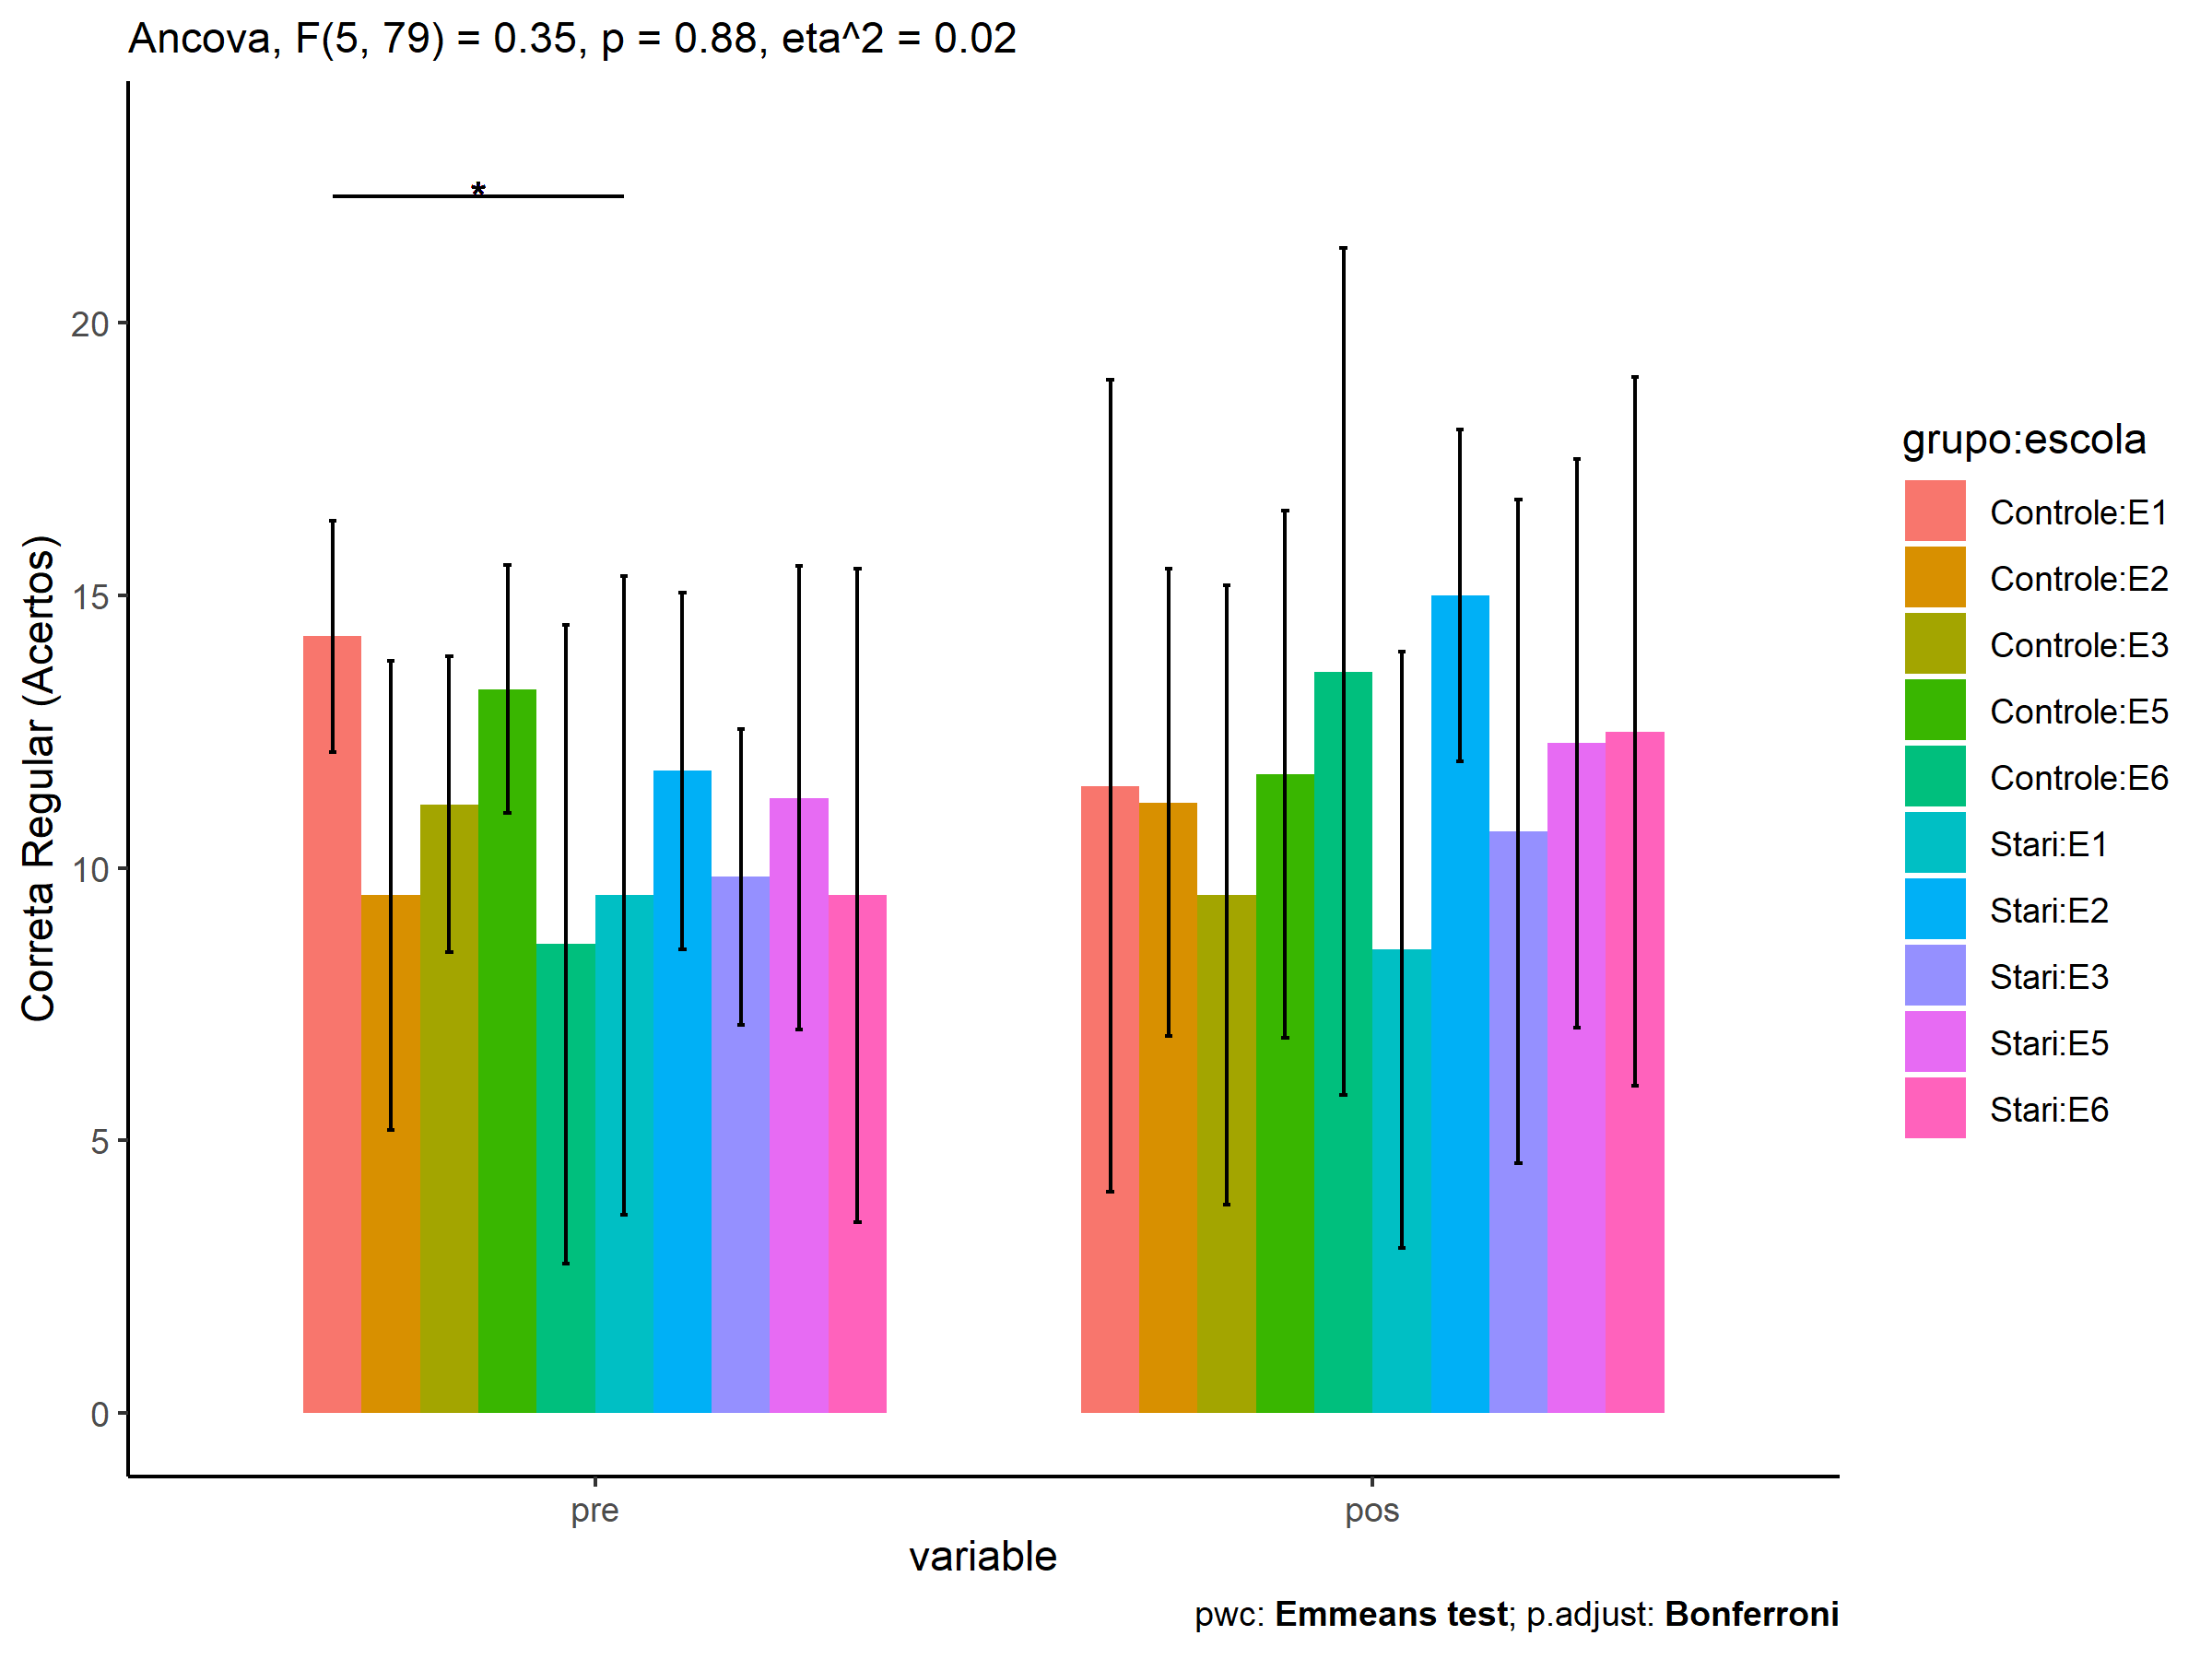 Ancova, F(5, 79) = 0.35, p = 0.88, eta^2 = 0.02
*
20
15
10
5
0
Correta Regular (Acertos)
pre
pos
variable
grupo:escola
Controle:E1
Controle:E2
Controle:E3
Controle:E5
Controle:E6
Stari:E1
Stari:E2
Stari:E3
Stari:E5
Stari:E6
pwc: Emmeans test; p.adjust: Bonferroni